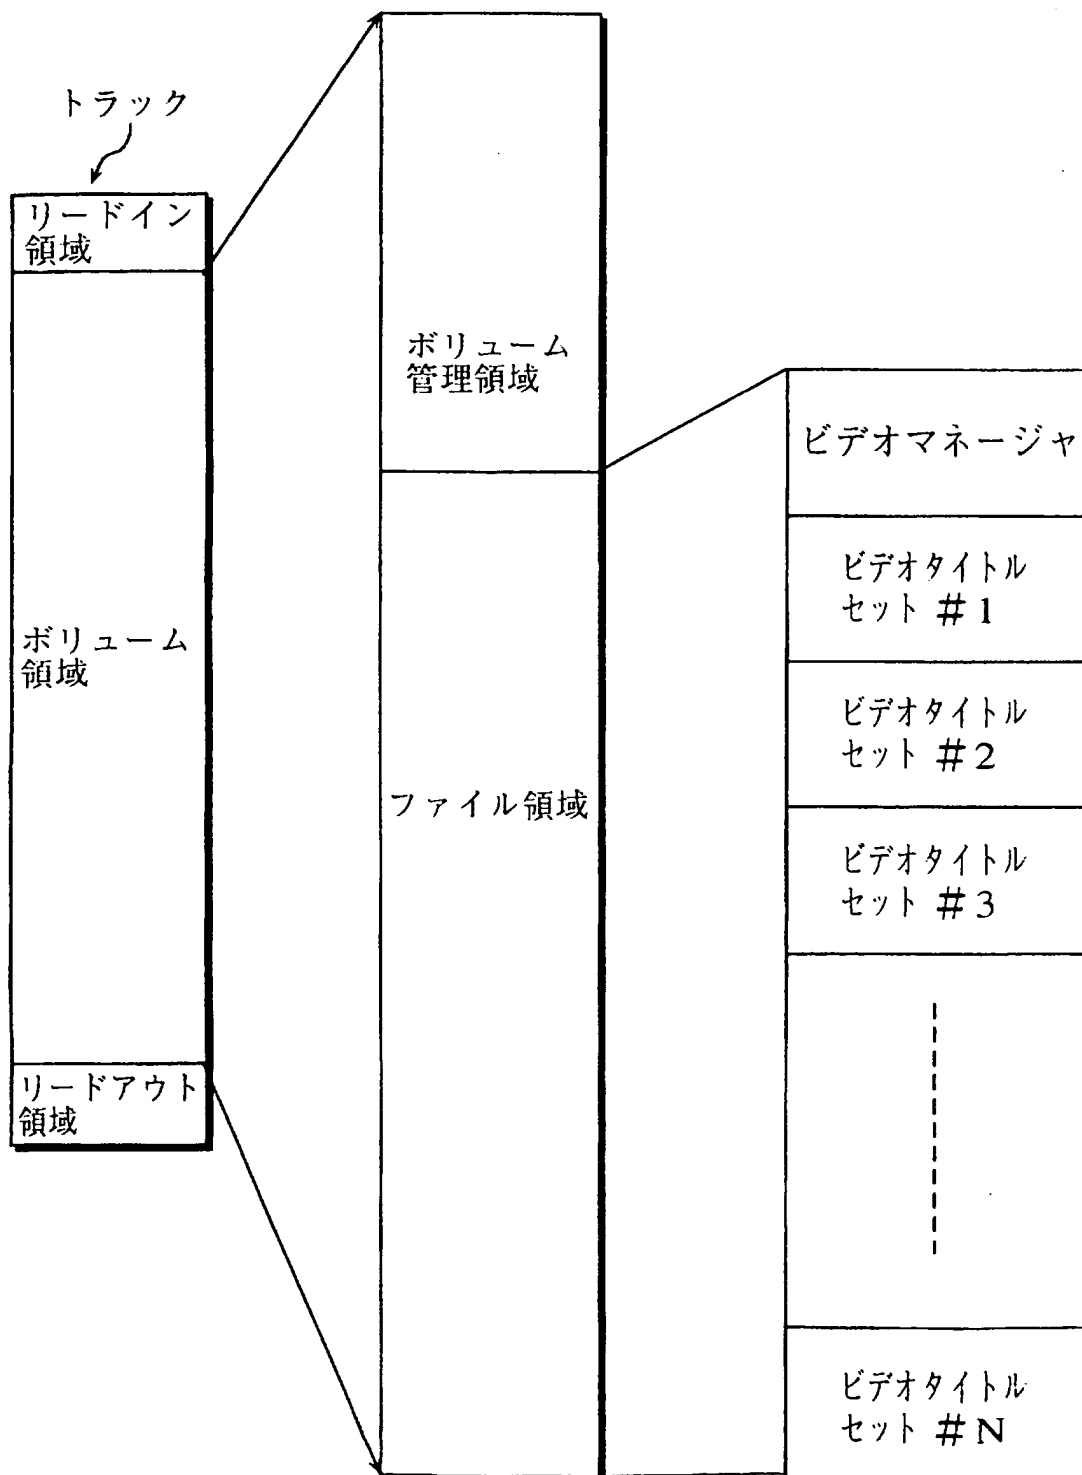 トラック
リードイン
領域
ボリューム
領域
リードアウト
領域
ボリューム
管理領域
ファイル領域
ビデオマネージャ
ビデオタイトル
セット #1
ビデオタイトル
セット #2
ビデオタイトル
セット #3
ビデオタイトル
セット #N